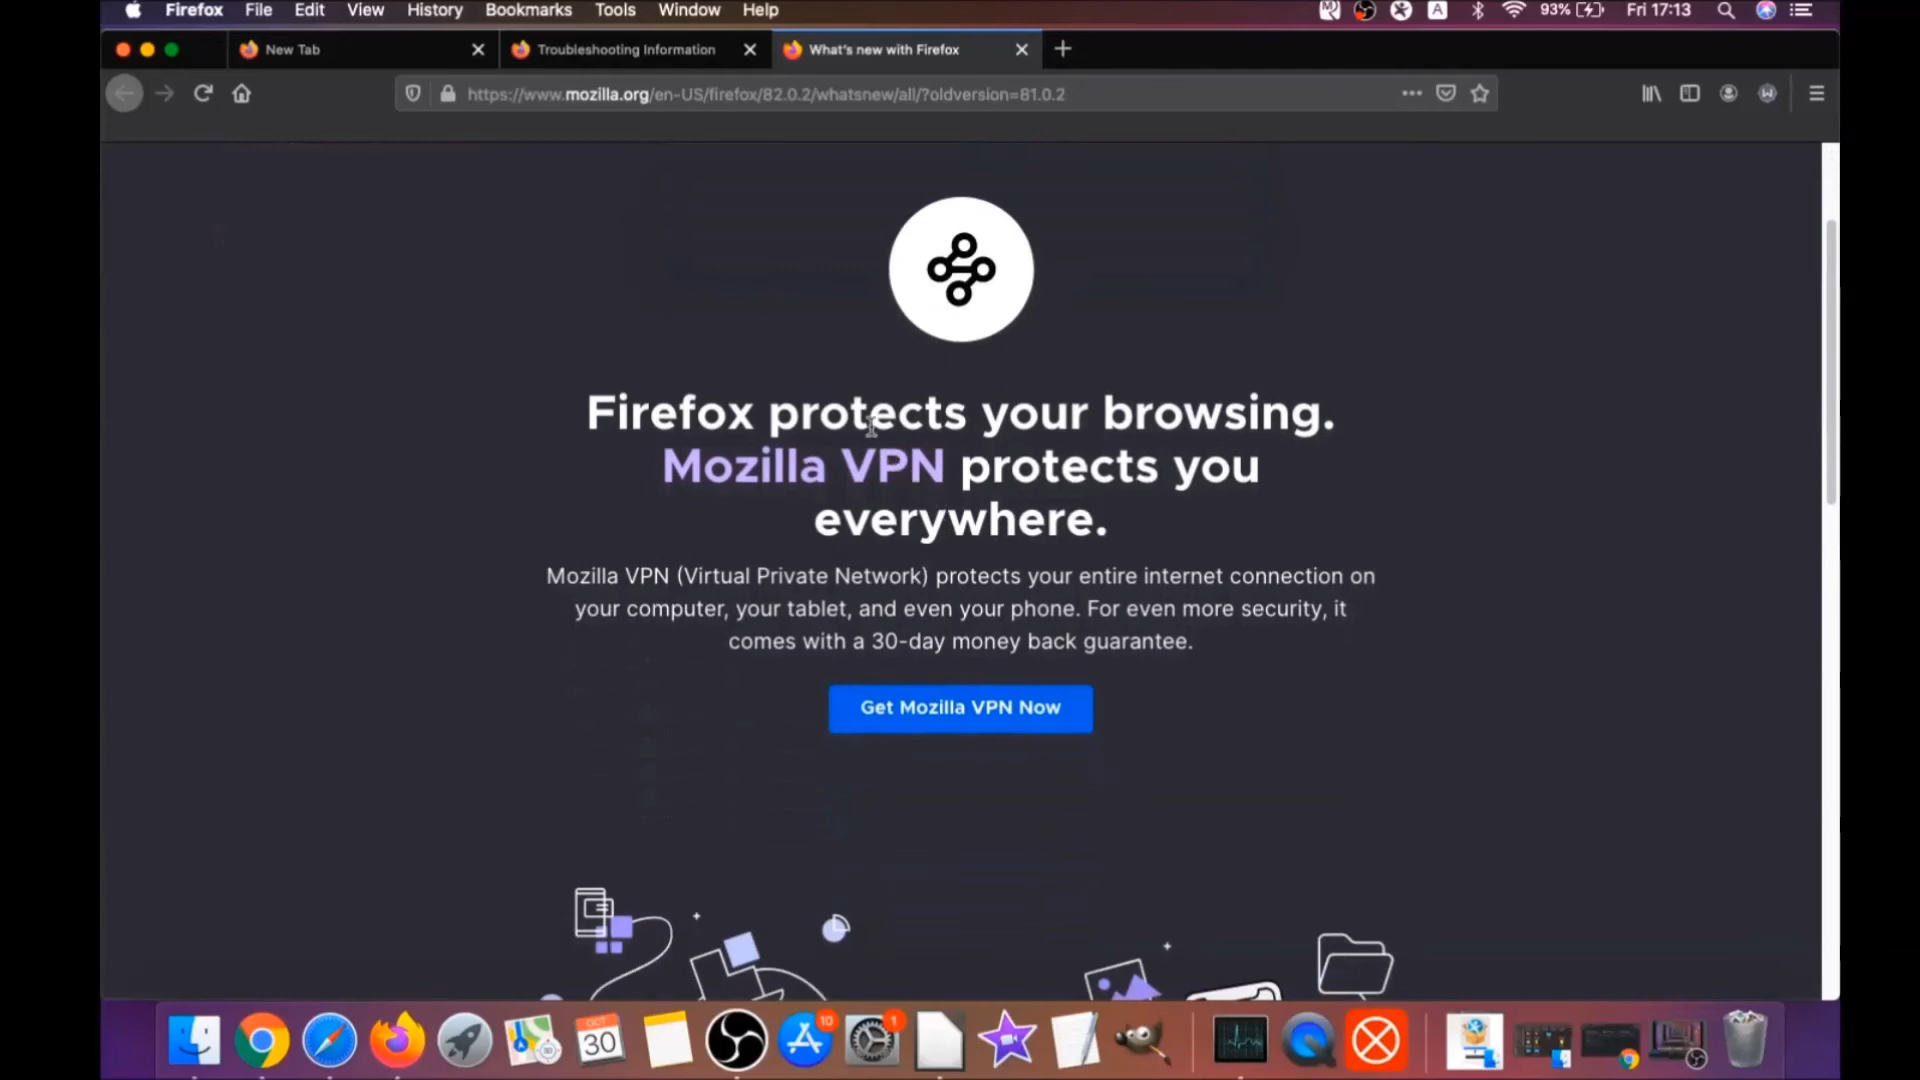 Firefox File Edit View History Bookmarks Tools Window Help A 93% Fri 17:13
New Tab Troubleshooting Information What's new with Firefox
https://www.mozilla.org/en-US/firefox/82.0.2/whatsnew/all/?oldversion=81.0.2
Firefox protects your browsing.
Mozilla VPN protects you
everywhere.
Mozilla VPN (Virtual Private Network) protects your entire internet connection on
your computer, your tablet, and even your phone. For even more security, it
comes with a 30-day money back guarantee.
Get Mozilla VPN Now
OCT
30
10
1